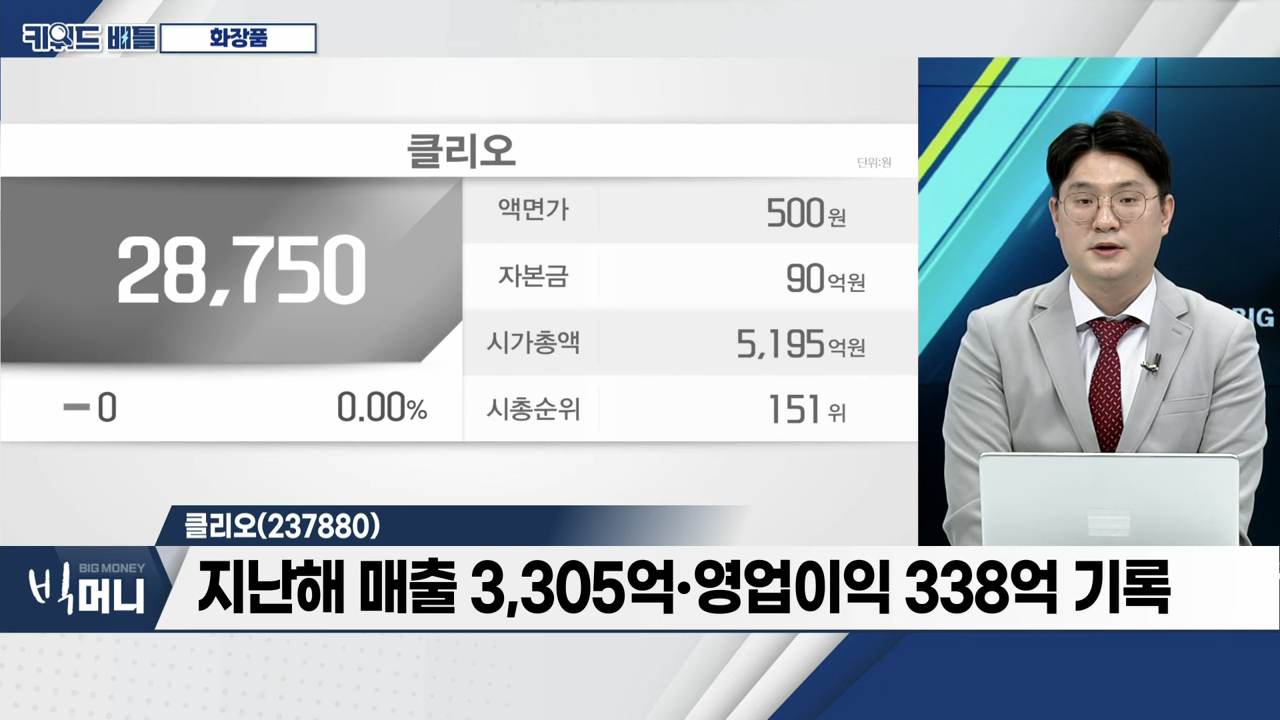 키워드 배틀 화장품
클리오
단위:원
28,750
0 0.00%
액면가 500원
자본금 90억원
시가총액 5,195억원
시총순위 151 위
BIG
클리오(237880)
BIG MONEY
빅머니
지난해 매출 3,305억·영업이익 338억 기록